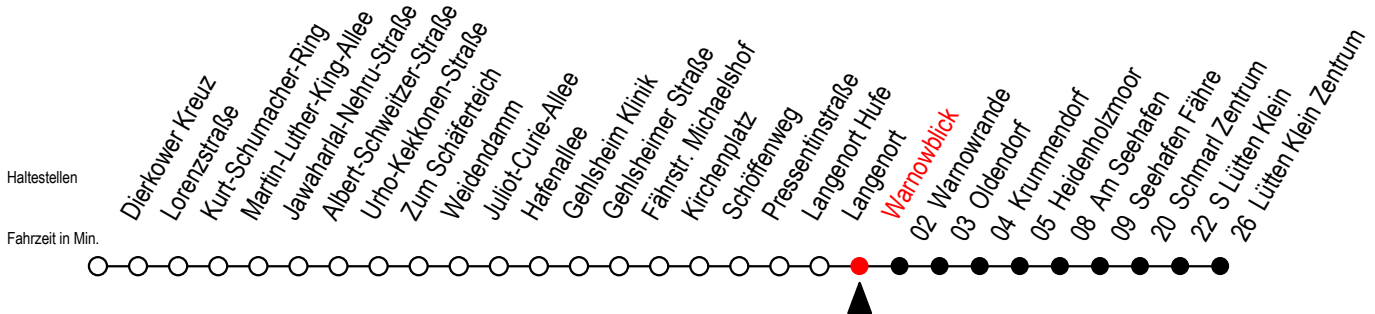 Haltestellen
Fahrzeit in Min.
Dierkower Kreuz
Lorenzstraße
Kurt-Schumacher-Ring
Martin-Luther-King-Allee
Jawaharlal-Nehru-Straße
Albert-Schweitzer-Straße
Urho-Kekkonen-Straße
Zum Schäferteich
Weidendamm
Juliot-Curie-Allee
Hafenallee
Gehlsheim Klinik
Gehlsheimer Straße
Fährstr. Michaelshof
Kirchenplatz
Schöffenweg
Pressentinstraße
Langenort Hufe
Langenort
Warnowblick
02 Warnowrande
03 Oldendorf
04 Krummendorf
05 Heidenholzmoor
08 Am Seehafen
09 Seehafen Fähre
20 Schmarl Zentrum
22 S Lütten Klein
26 Lütten Klein Zentrum